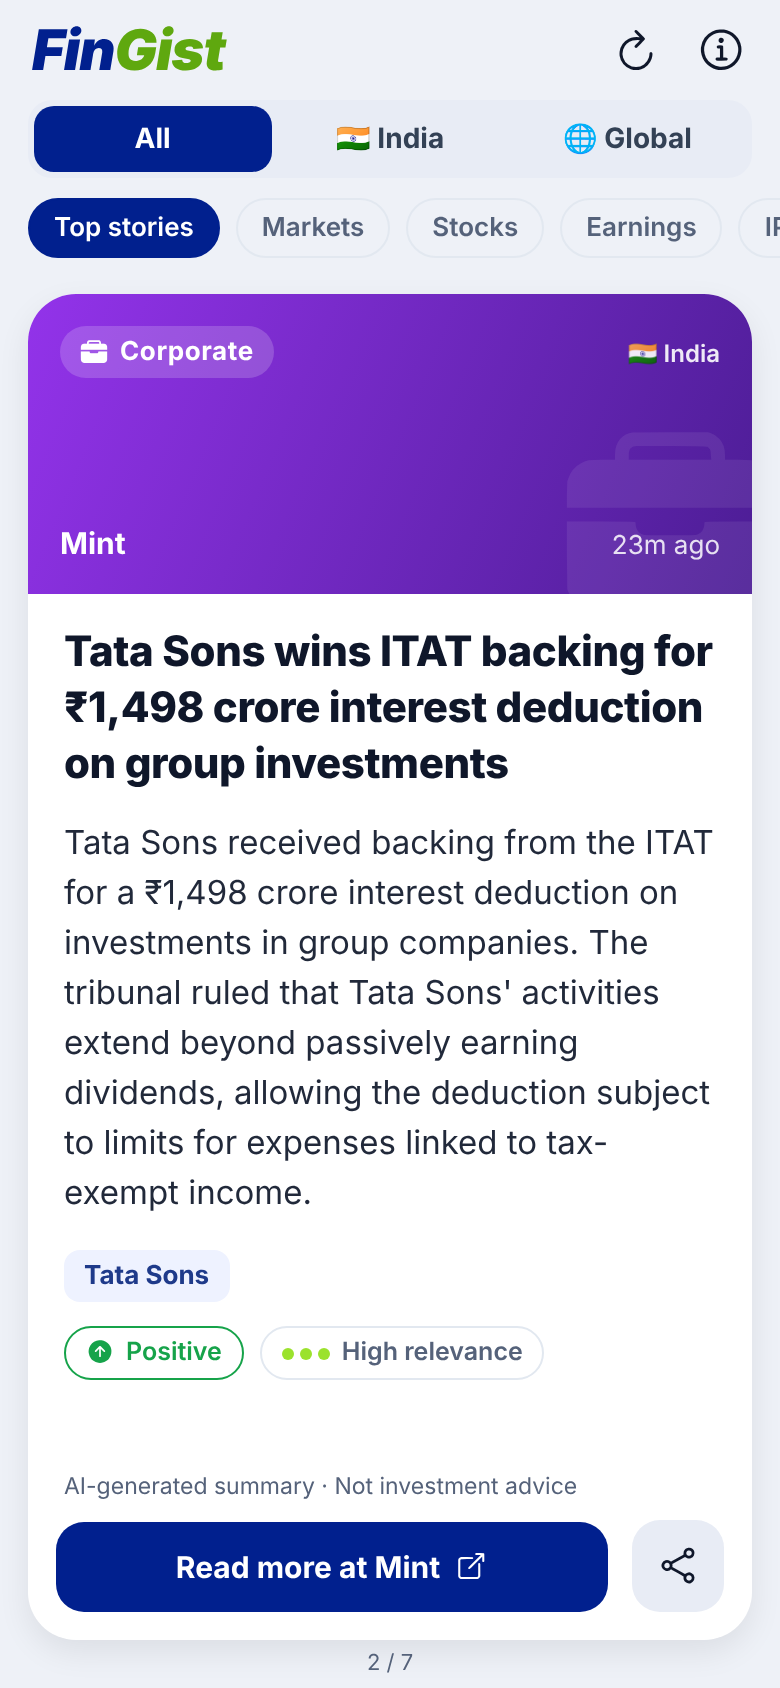 FinGist
All
🇮🇳 India
🌐 Global
Top stories
Markets
Stocks
Earnings
Corporate
🇮🇳 India
Mint
23m ago
Tata Sons wins ITAT backing for
₹1,498 crore interest deduction
on group investments
Tata Sons received backing from the ITAT
for a ₹1,498 crore interest deduction on
investments in group companies. The
tribunal ruled that Tata Sons' activities
extend beyond passively earning
dividends, allowing the deduction subject
to limits for expenses linked to tax-
exempt income.
Tata Sons
Positive
High relevance
AI-generated summary · Not investment advice
Read more at Mint
2 / 7